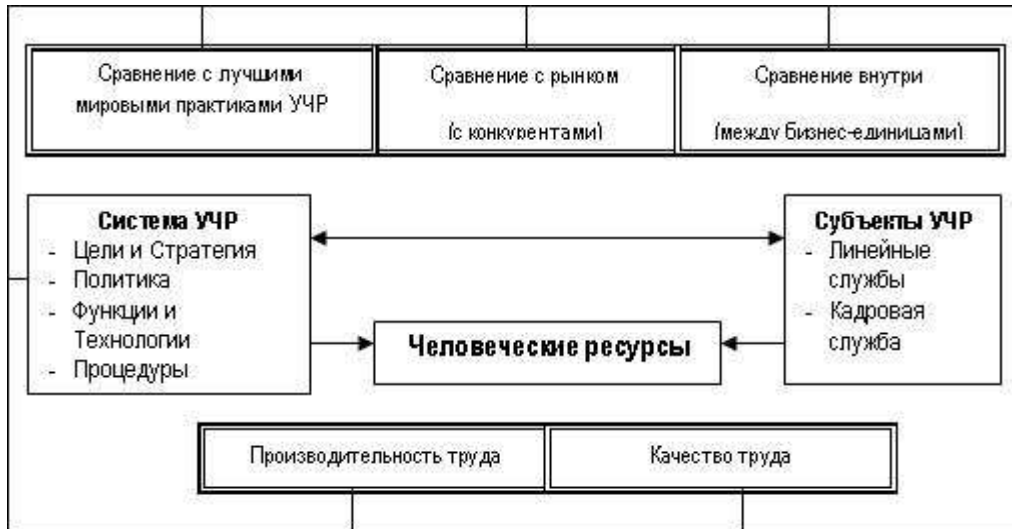 Сравнение с лучшими
мировыми практиками УЧР
Сравнение с рынком
(с конкурентами)
Сравнение внутри
(между бизнес-единицами)
Система УЧР
- Цели и Стратегия
- Политика
- Функции и
Технологии
- Процедуры
Субъекты УЧР
- Линейные
службы
- Кадровая
служба
Человеческие ресурсы
Производительность труда
Качество труда